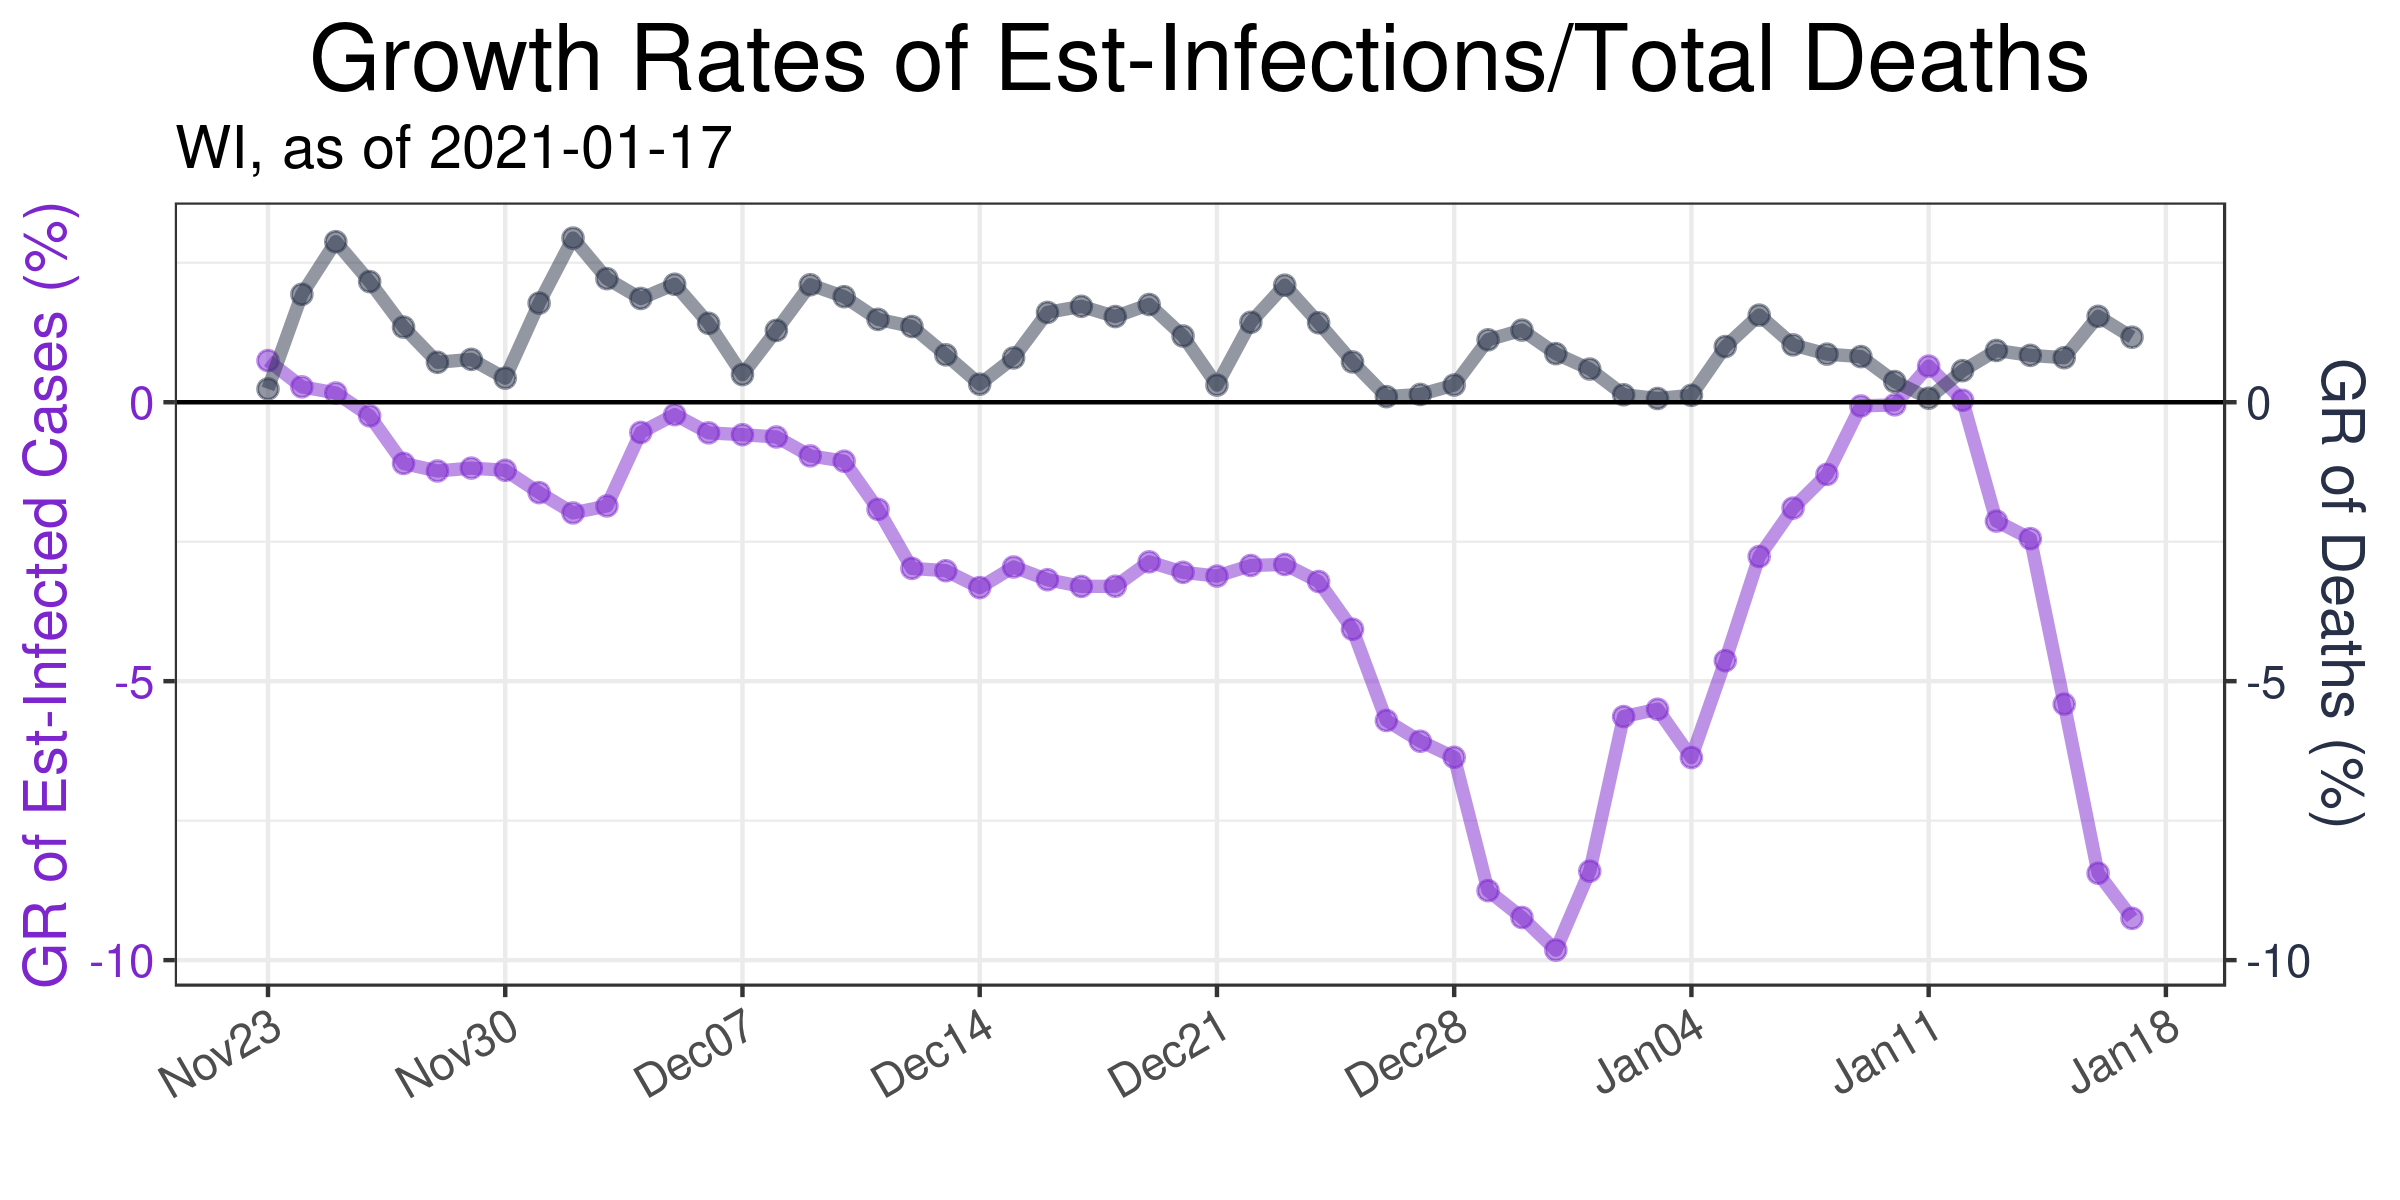 Growth Rates of Est-Infections/Total Deaths
WI, as of 2021-01-17
GR of Est-Infected Cases (%)
0
-5
-10
0
-5
-10
GR of Deaths (%)
Nov23
Nov30
Dec07
Dec14
Dec21
Dec28
Jan04
Jan11
Jan18